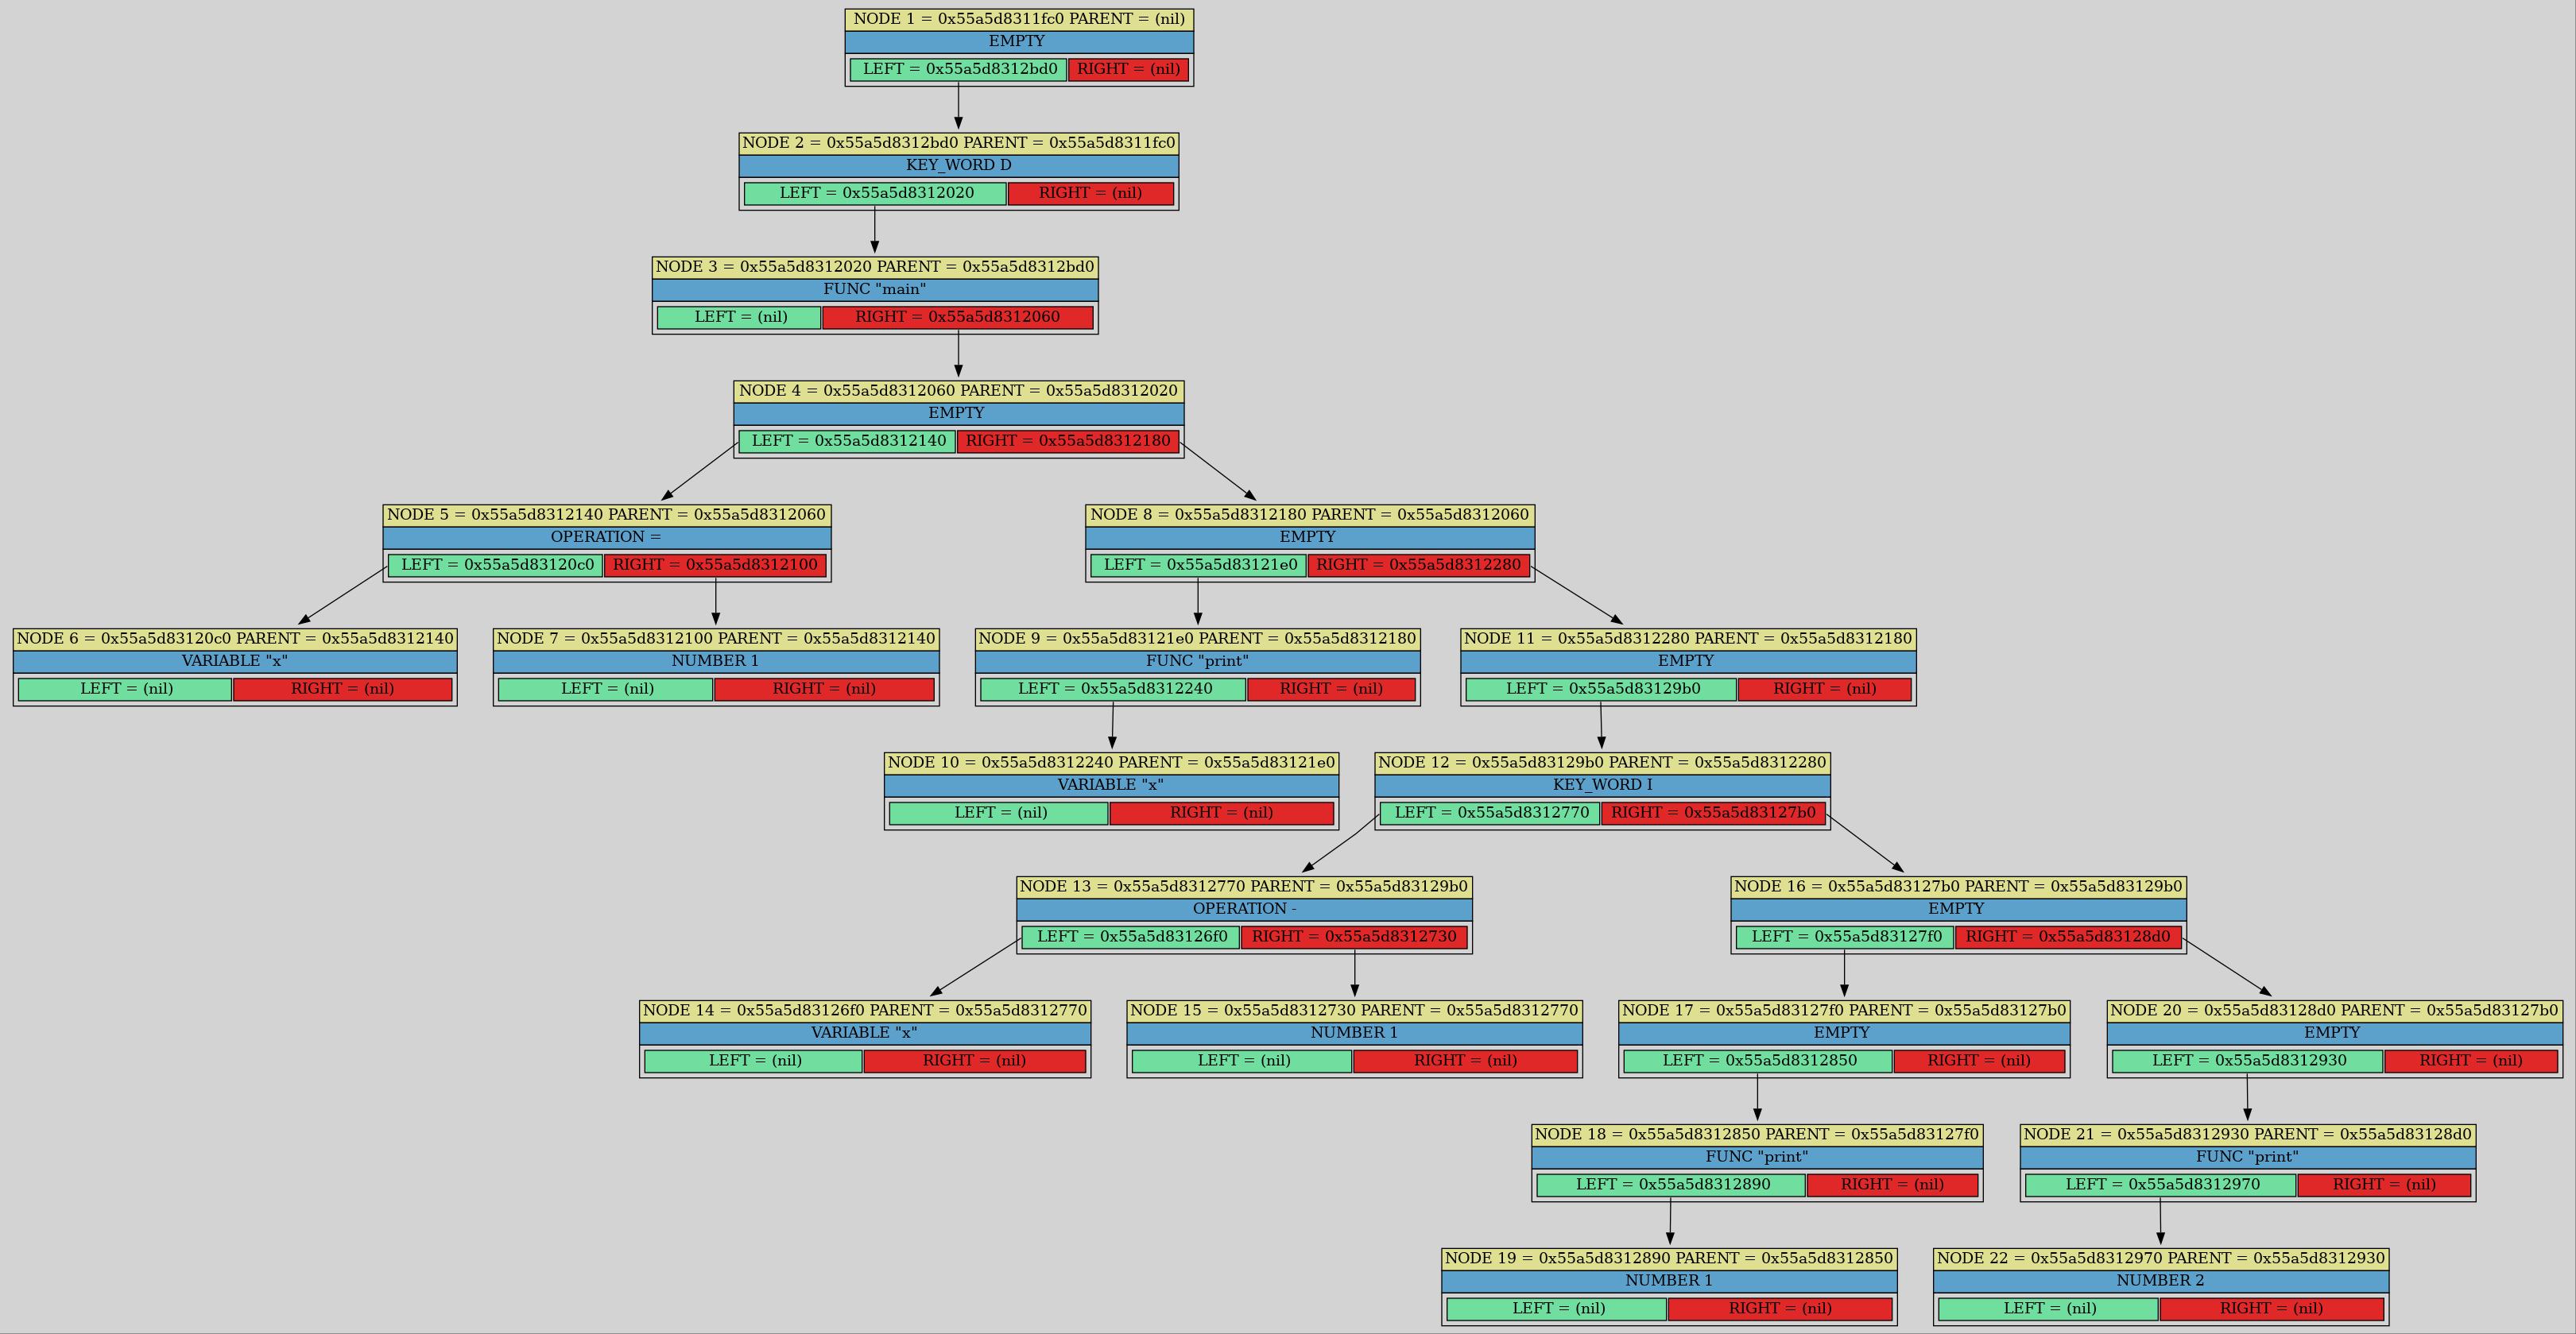 NODE 1 = 0x55a5d8311fc0 PARENT = (nil)
EMPTY
LEFT = 0x55a5d8312bd0 RIGHT = (nil)
NODE 2 = 0x55a5d8312bd0 PARENT = 0x55a5d8311fc0
KEY_WORD D
LEFT = 0x55a5d8312020 RIGHT = (nil)
NODE 3 = 0x55a5d8312020 PARENT = 0x55a5d8312bd0
FUNC "main"
LEFT = (nil) RIGHT = 0x55a5d8312060
NODE 4 = 0x55a5d8312060 PARENT = 0x55a5d8312020
EMPTY
LEFT = 0x55a5d8312140 RIGHT = 0x55a5d8312180
NODE 5 = 0x55a5d8312140 PARENT = 0x55a5d8312060
OPERATION =
LEFT = 0x55a5d83120c0 RIGHT = 0x55a5d8312100
NODE 8 = 0x55a5d8312180 PARENT = 0x55a5d8312060
EMPTY
LEFT = 0x55a5d83121e0 RIGHT = 0x55a5d8312280
NODE 6 = 0x55a5d83120c0 PARENT = 0x55a5d8312140
VARIABLE "x"
LEFT = (nil) RIGHT = (nil)
NODE 7 = 0x55a5d8312100 PARENT = 0x55a5d8312140
NUMBER 1
LEFT = (nil) RIGHT = (nil)
NODE 9 = 0x55a5d83121e0 PARENT = 0x55a5d8312180
FUNC "print"
LEFT = 0x55a5d8312240 RIGHT = (nil)
NODE 11 = 0x55a5d8312280 PARENT = 0x55a5d8312180
EMPTY
LEFT = 0x55a5d83129b0 RIGHT = (nil)
NODE 10 = 0x55a5d8312240 PARENT = 0x55a5d83121e0
VARIABLE "x"
LEFT = (nil) RIGHT = (nil)
NODE 12 = 0x55a5d83129b0 PARENT = 0x55a5d8312280
KEY_WORD I
LEFT = 0x55a5d8312770 RIGHT = 0x55a5d83127b0
NODE 13 = 0x55a5d8312770 PARENT = 0x55a5d83129b0
OPERATION -
LEFT = 0x55a5d83126f0 RIGHT = 0x55a5d8312730
NODE 16 = 0x55a5d83127b0 PARENT = 0x55a5d83129b0
EMPTY
LEFT = 0x55a5d83127f0 RIGHT = 0x55a5d83128d0
NODE 14 = 0x55a5d83126f0 PARENT = 0x55a5d8312770
VARIABLE "x"
LEFT = (nil) RIGHT = (nil)
NODE 15 = 0x55a5d8312730 PARENT = 0x55a5d8312770
NUMBER 1
LEFT = (nil) RIGHT = (nil)
NODE 17 = 0x55a5d83127f0 PARENT = 0x55a5d83127b0
EMPTY
LEFT = 0x55a5d8312850 RIGHT = (nil)
NODE 20 = 0x55a5d83128d0 PARENT = 0x55a5d83127b0
EMPTY
LEFT = 0x55a5d8312930 RIGHT = (nil)
NODE 18 = 0x55a5d8312850 PARENT = 0x55a5d83127f0
FUNC "print"
LEFT = 0x55a5d8312890 RIGHT = (nil)
NODE 21 = 0x55a5d8312930 PARENT = 0x55a5d83128d0
FUNC "print"
LEFT = 0x55a5d8312970 RIGHT = (nil)
NODE 19 = 0x55a5d8312890 PARENT = 0x55a5d8312850
NUMBER 1
LEFT = (nil) RIGHT = (nil)
NODE 22 = 0x55a5d8312970 PARENT = 0x55a5d8312930
NUMBER 2
LEFT = (nil) RIGHT = (nil)